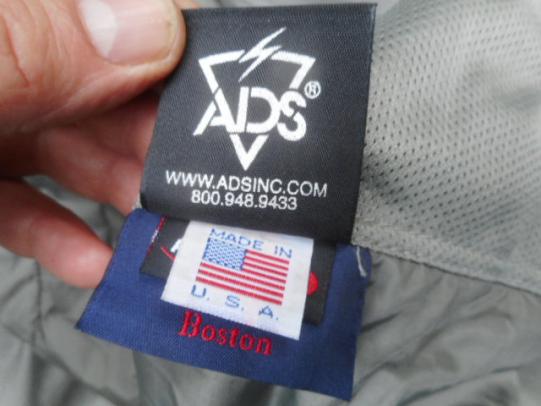 ADS®
WWW.ADSINC.COM
800.948.9433
MADE IN
U. S. A.
Boston